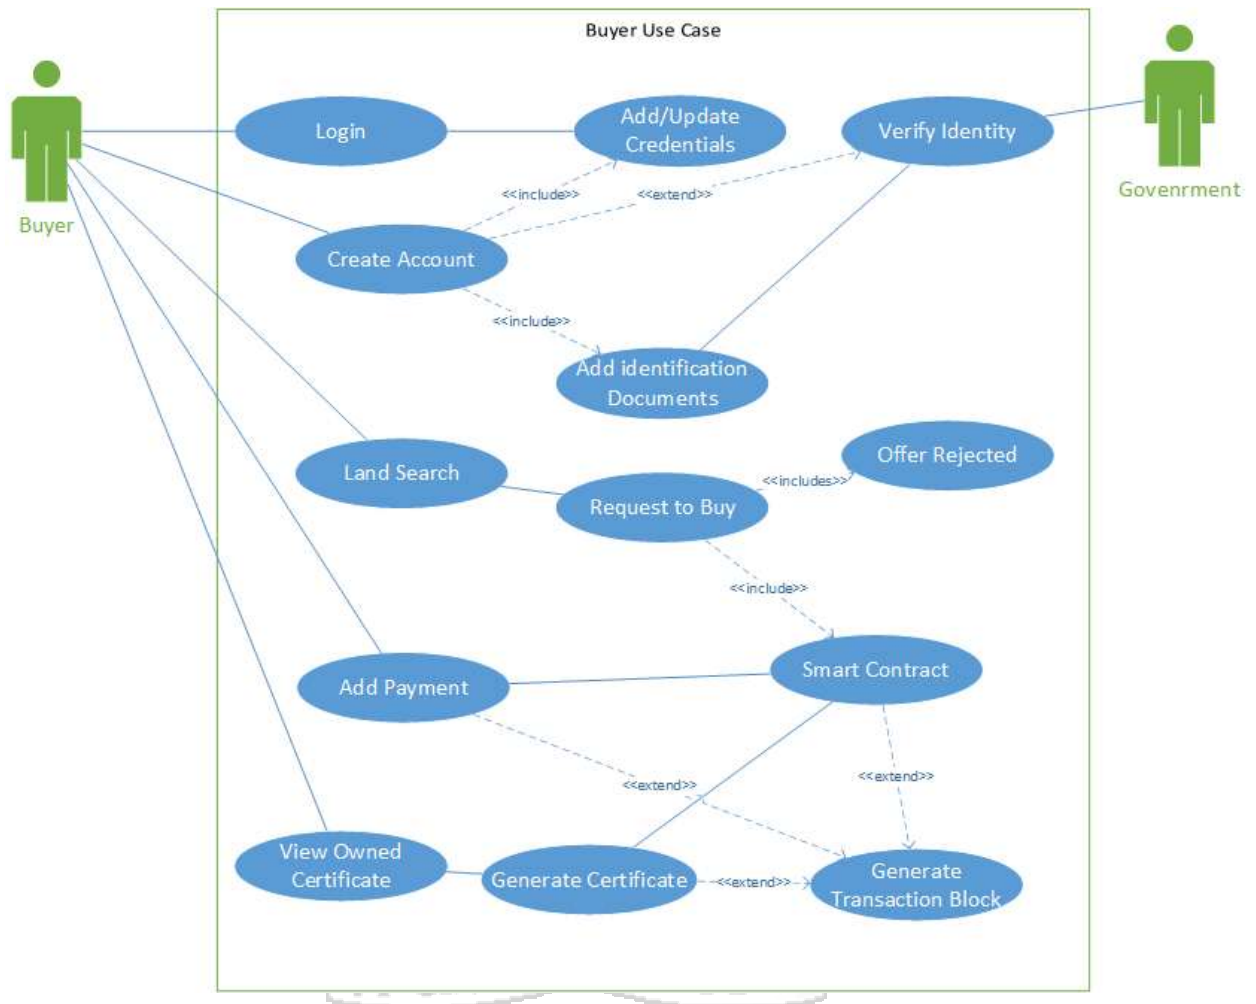 Buyer Use Case
Login
Add/Update
Credentials
Verify Identity
Buyer
Govenrment
<<include>>
<<extend>>
Create Account
<<include>>
Add identification
Documents
Land Search
Offer Rejected
<<includes>>
Request to Buy
<<include>>
Add Payment
Smart Contract
<<extend>>
<<extend>>
View Owned
Certificate
Generate Certificate
<<extend>>
Generate
Transaction Block